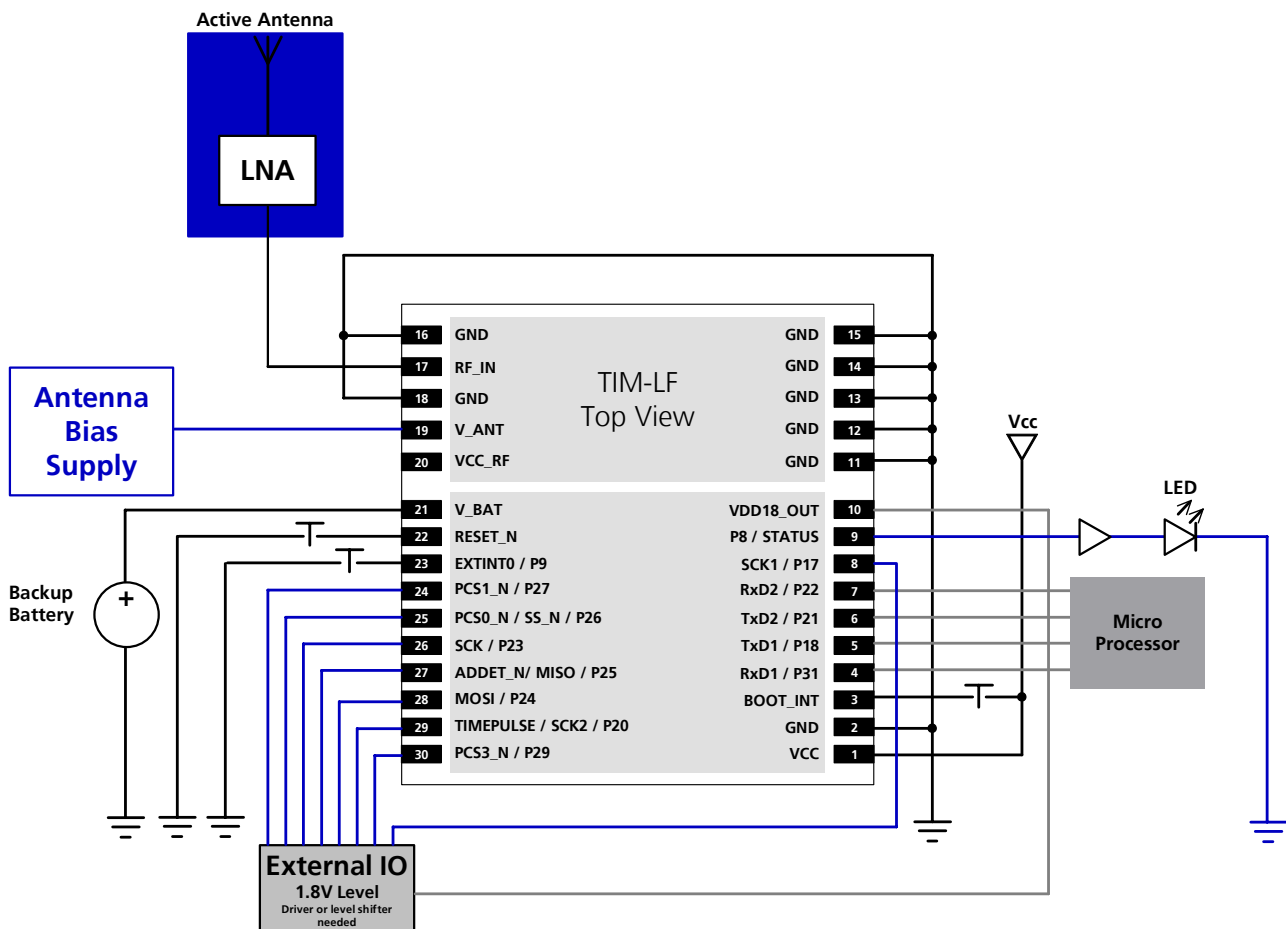 Active Antenna
LNA
Antenna
Bias
Supply
Backup
Battery
+
TIM-LF
Top View
16 GND
17 RF_IN
18 GND
19 V_ANT
20 VCC_RF
GND 15
GND 14
GND 13
GND 12
GND 11
21 V_BAT
22 RESET_N
23 EXTINT0 / P9
24 PCS1_N / P27
25 PCS0_N / SS_N / P26
26 SCK / P23
27 ADDET_N/ MISO / P25
28 MOSI / P24
29 TIMEPULSE / SCK2 / P20
30 PCS3_N / P29
VDD18_OUT 10
P8 / STATUS 9
SCK1 / P17 8
RxD2 / P22 7
TxD2 / P21 6
TxD1 / P18 5
RxD1 / P31 4
BOOT_INT 3
GND 2
VCC 1
Vcc
LED
Micro
Processor
External IO
1.8V Level
Driver or level shifter
needed